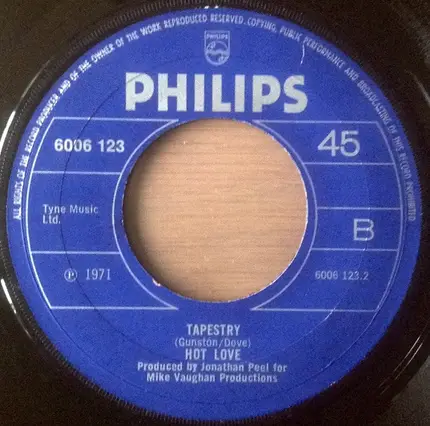 ALL RIGHTS OF THE RECORD PRODUCER AND OF THE OWNER OF THE WORK REPRODUCED RESERVED. COPYING, PUBLIC PERFORMANCE AND BROADCASTING OF THIS RECORD PROHIBITED
PHILIPS
PHILIPS
6006 123
45
Tyne Music
Ltd.
B
Ⓟ 1971
6006 123.2
TAPESTRY
(Gunston/Dove)
HOT LOVE
Produced by Jonathan Peel for
Mike Vaughan Productions